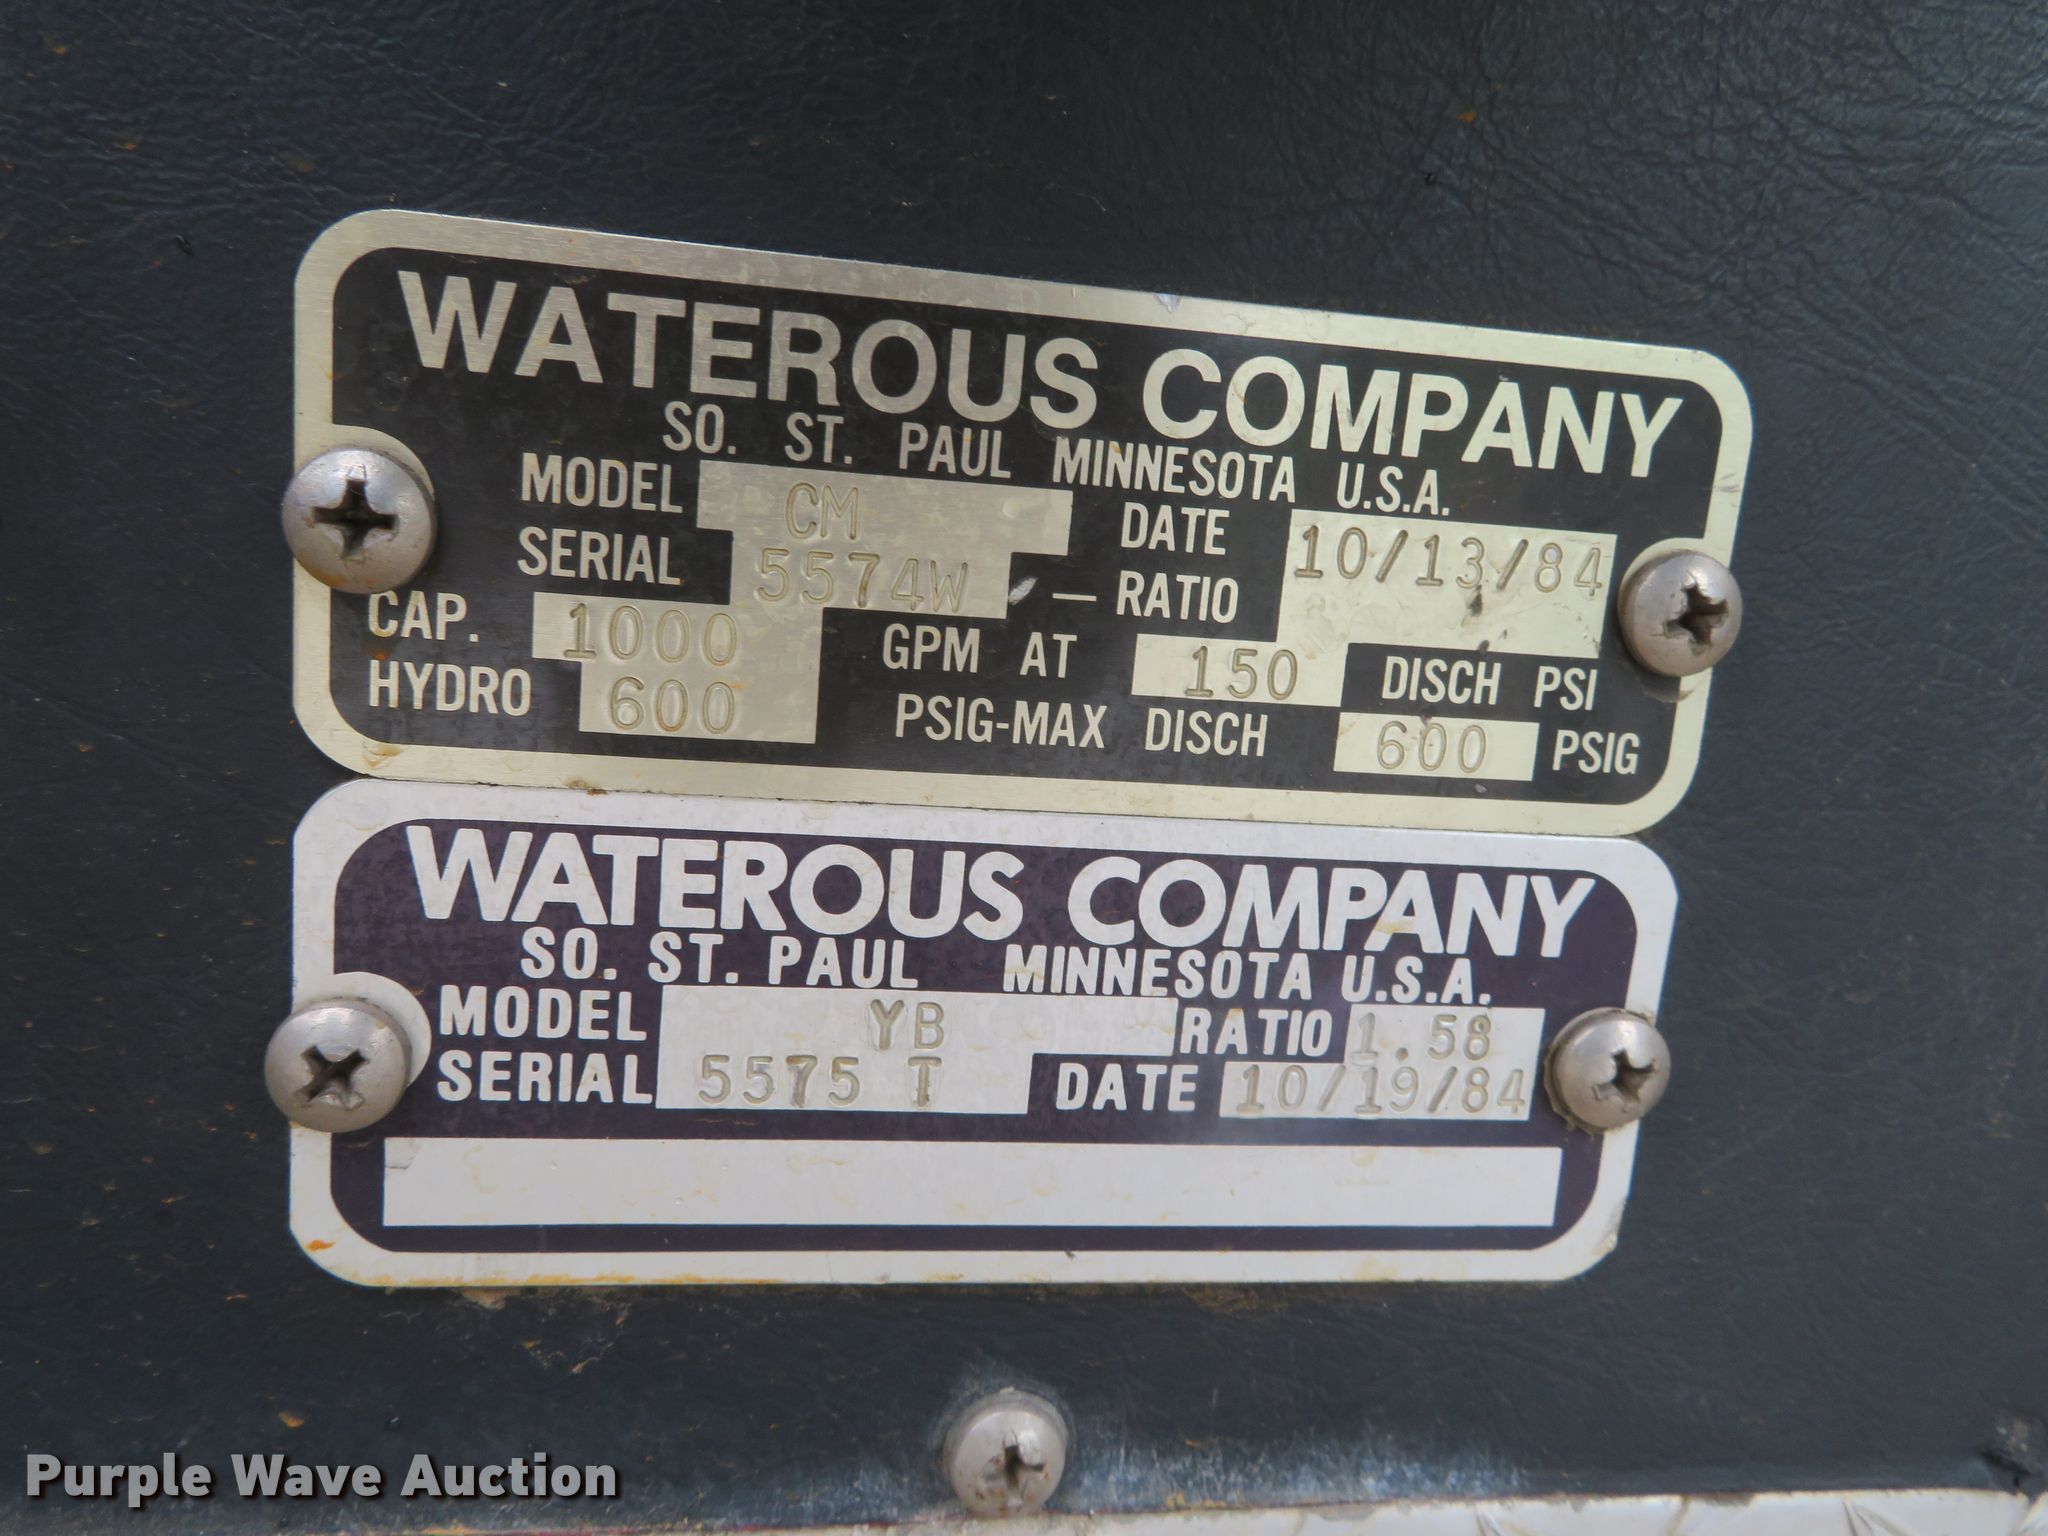 WATEROUS COMPANY
SO. ST. PAUL MINNESOTA U.S.A.
MODEL CM DATE 10/13/84
SERIAL 5574W — RATIO
CAP. 1000 GPM AT 150 DISCH PSI
HYDRO 600 PSIG-MAX DISCH 600 PSIG
WATEROUS COMPANY
SO. ST. PAUL MINNESOTA U.S.A.
MODEL YB RATIO 1.58
SERIAL 5575 T DATE 10/19/84
Purple Wave Auction